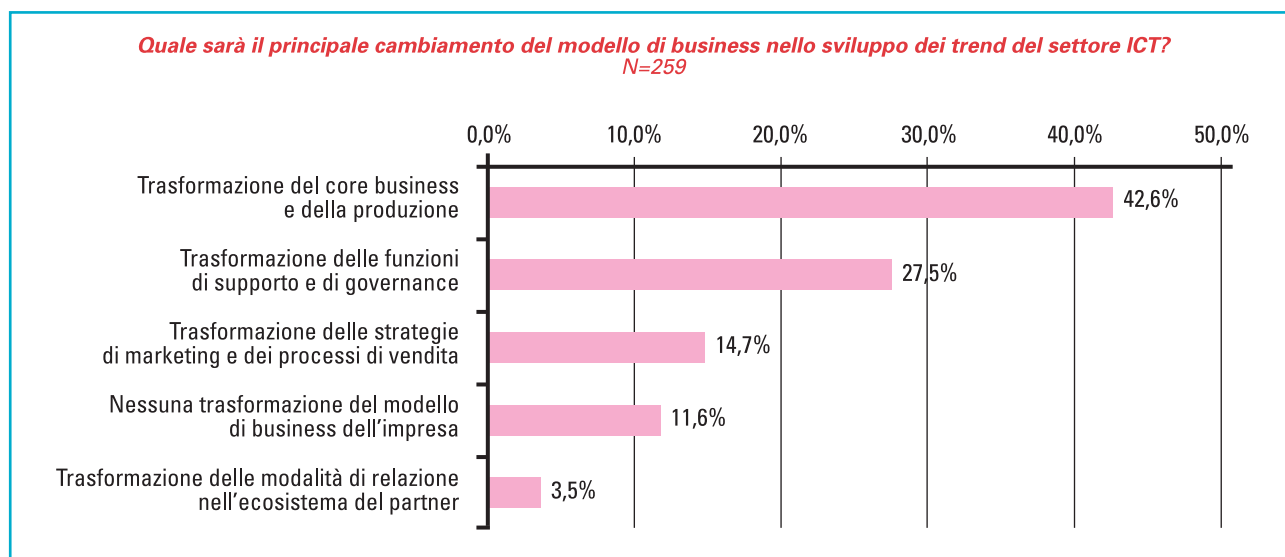 Quale sarà il principale cambiamento del modello di business nello sviluppo dei trend del settore ICT?
N=259
0,0% 10,0% 20,0% 30,0% 40,0% 50,0%
Trasformazione del core business
e della produzione
42,6%
Trasformazione delle funzioni
di supporto e di governance
27,5%
Trasformazione delle strategie
di marketing e dei processi di vendita
14,7%
Nessuna trasformazione del modello
di business dell’impresa
11,6%
Trasformazione delle modalità di relazione
nell’ecosistema del partner
3,5%